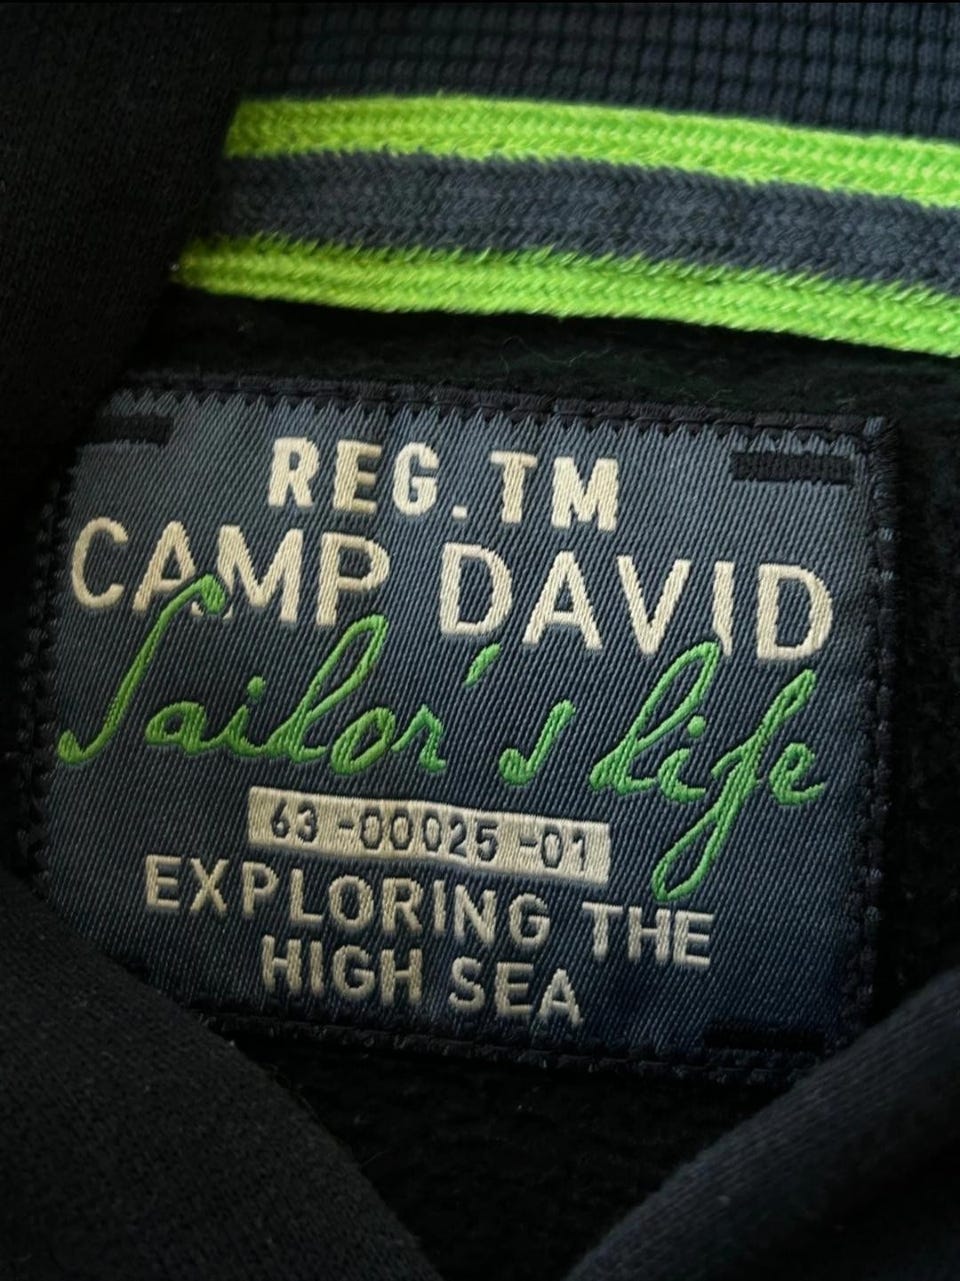 REG.TM
CAMP DAVID
Sailor's life
63-00025-01
EXPLORING THE
HIGH SEA